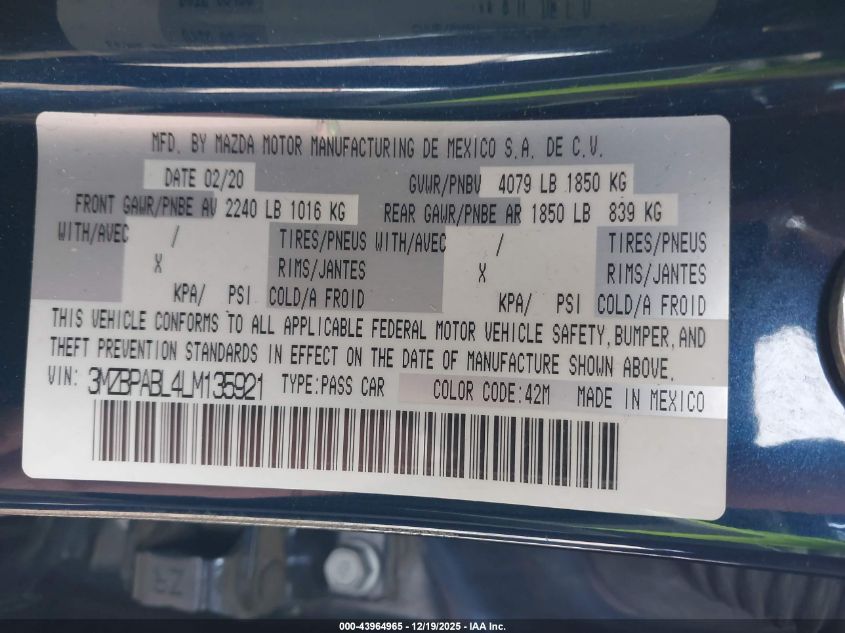 MFD. BY MAZDA MOTOR MANUFACTURING DE MEXICO S.A. DE C.V.
DATE 02/20 GVWR/PNBV 4079 LB 1850 KG
FRONT GAWR/PNBE AV 2240 LB 1016 KG REAR GAWR/PNBE AR 1850 LB 839 KG
WITH/AVEC / TIRES/PNEUS WITH/AVEC / TIRES/PNEUS
X RIMS/JANTES X RIMS/JANTES
KPA/ PSI COLD/A FROID KPA/ PSI COLD/A FROID
THIS VEHICLE CONFORMS TO ALL APPLICABLE FEDERAL MOTOR VEHICLE SAFETY, BUMPER, AND
THEFT PREVENTION STANDARDS IN EFFECT ON THE DATE OF MANUFACTURE SHOWN ABOVE.
VIN: 3MZBPABL4LM135921 TYPE: PASS CAR COLOR CODE: 42M MADE IN MEXICO
000-43964965 - 12/19/2025 - IAA Inc.